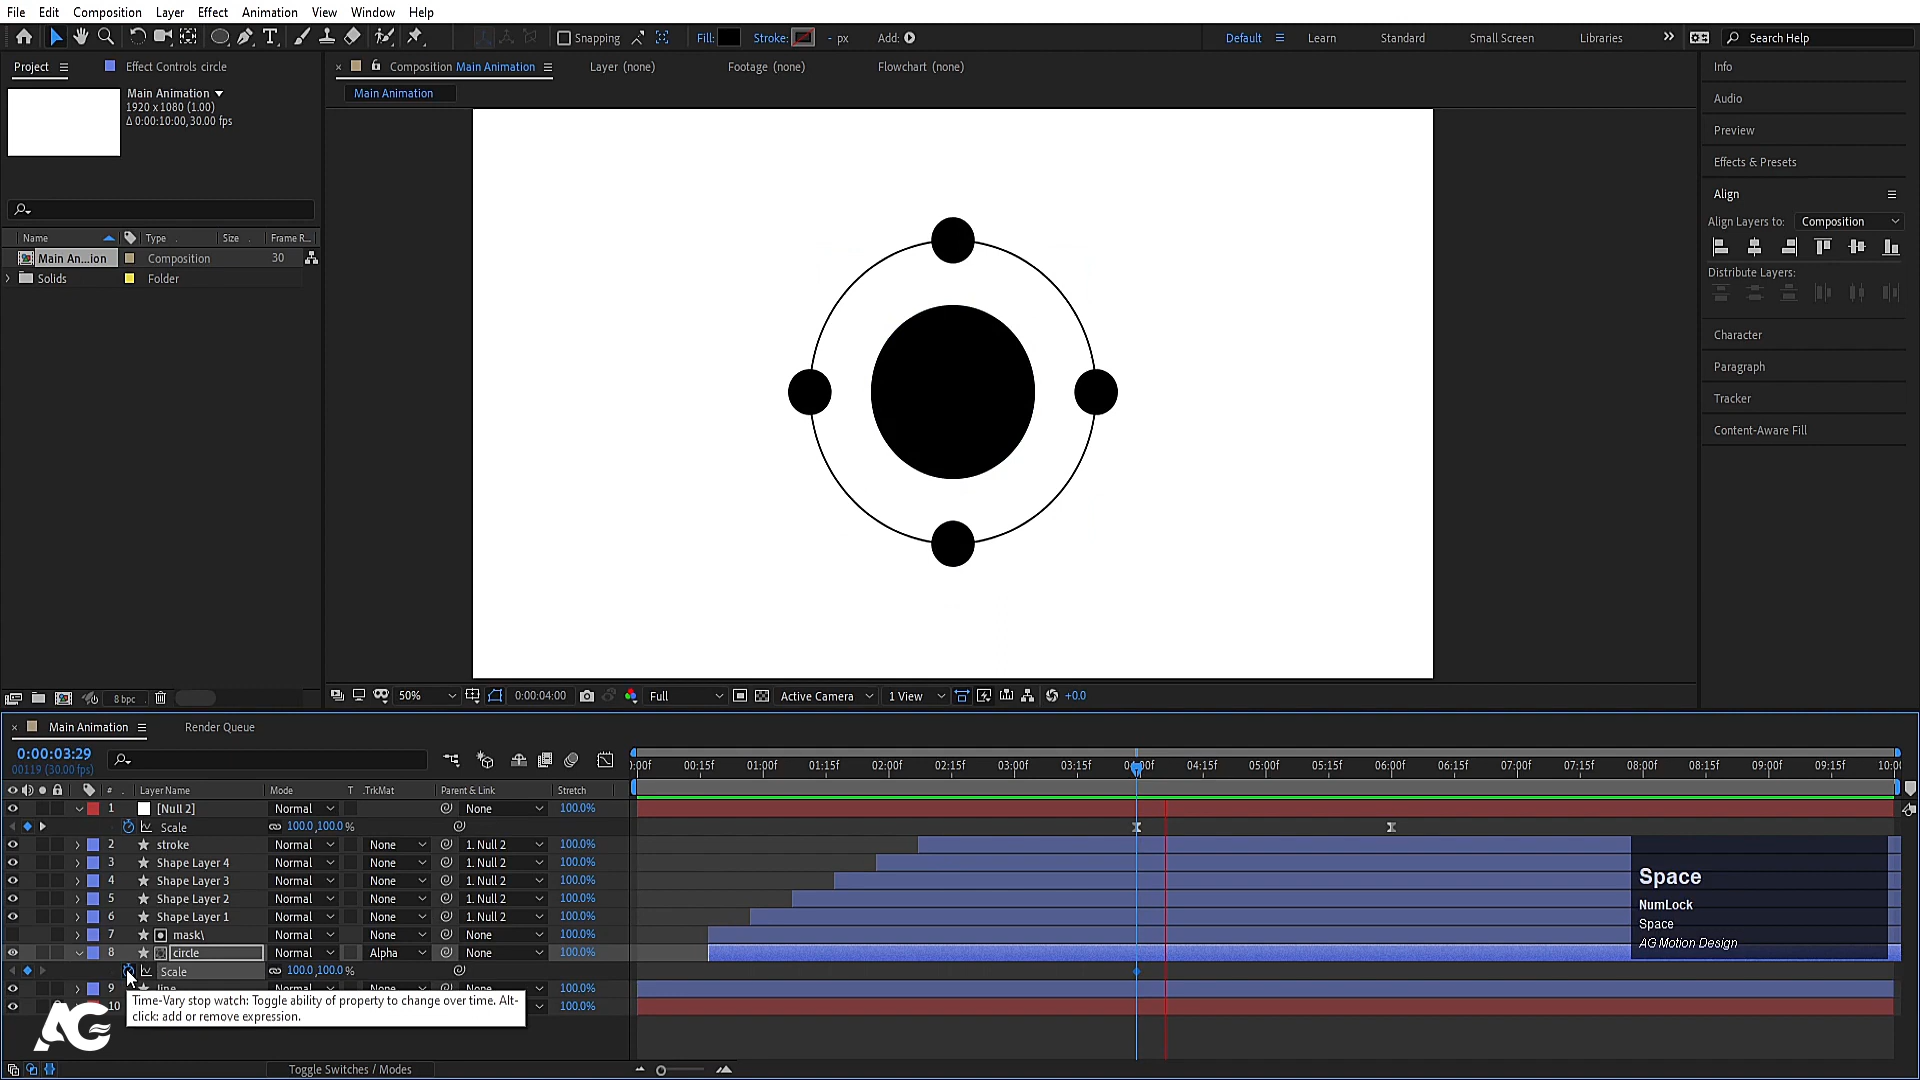 File Edit Composition Layer Effect Animation View Window Help
Snapping Fill: Stroke: - px Add: Default Learn Standard Small Screen Libraries Search Help
Project Effect Controls circle Composition Main Animation Layer (none) Footage (none) Flowchart (none) Info
Main Animation
1920 x 1080 (1.00)
Δ 0:00:10:00, 30.00 fps
Main Animation
Audio
Preview
Effects & Presets
Align
Align Layers to: Composition
Distribute Layers:
Character
Paragraph
Tracker
Content-Aware Fill
Name Type Size Frame R...
Main An...ion Composition 30
Solids Folder
8 bpc 50% 0:00:04:00 Full Active Camera 1 View +0.0
Main Animation Render Queue
0:00:03:29
00119 (30.00 fps)
):00f 00:15f 01:00f 01:15f 02:00f 02:15f 03:00f 03:15f 04:00f 04:15f 05:00f 05:15f 06:00f 06:15f 07:00f 07:15f 08:00f 08:15f 09:00f 09:15f 10:0(
# Layer Name Mode T .TrkMat Parent & Link Stretch
1 [Null 2] Normal None 100.0%
Scale 100.0,100.0 %
2 stroke Normal None 1. Null 2 100.0%
3 Shape Layer 4 Normal None 1. Null 2 100.0%
4 Shape Layer 3 Normal None 1. Null 2 100.0%
5 Shape Layer 2 Normal None 1. Null 2 100.0%
6 Shape Layer 1 Normal None 1. Null 2 100.0%
7 mask\ Normal None None 100.0%
8 circle Normal Alpha None 100.0%
Scale 100.0,100.0 %
9 line Normal None None 100.0%
10 100.0%
Time-Vary stop watch: Toggle ability of property to change over time. Alt-
click: add or remove expression.
Space
NumLock
Space
AG Motion Design
AG
Toggle Switches / Modes